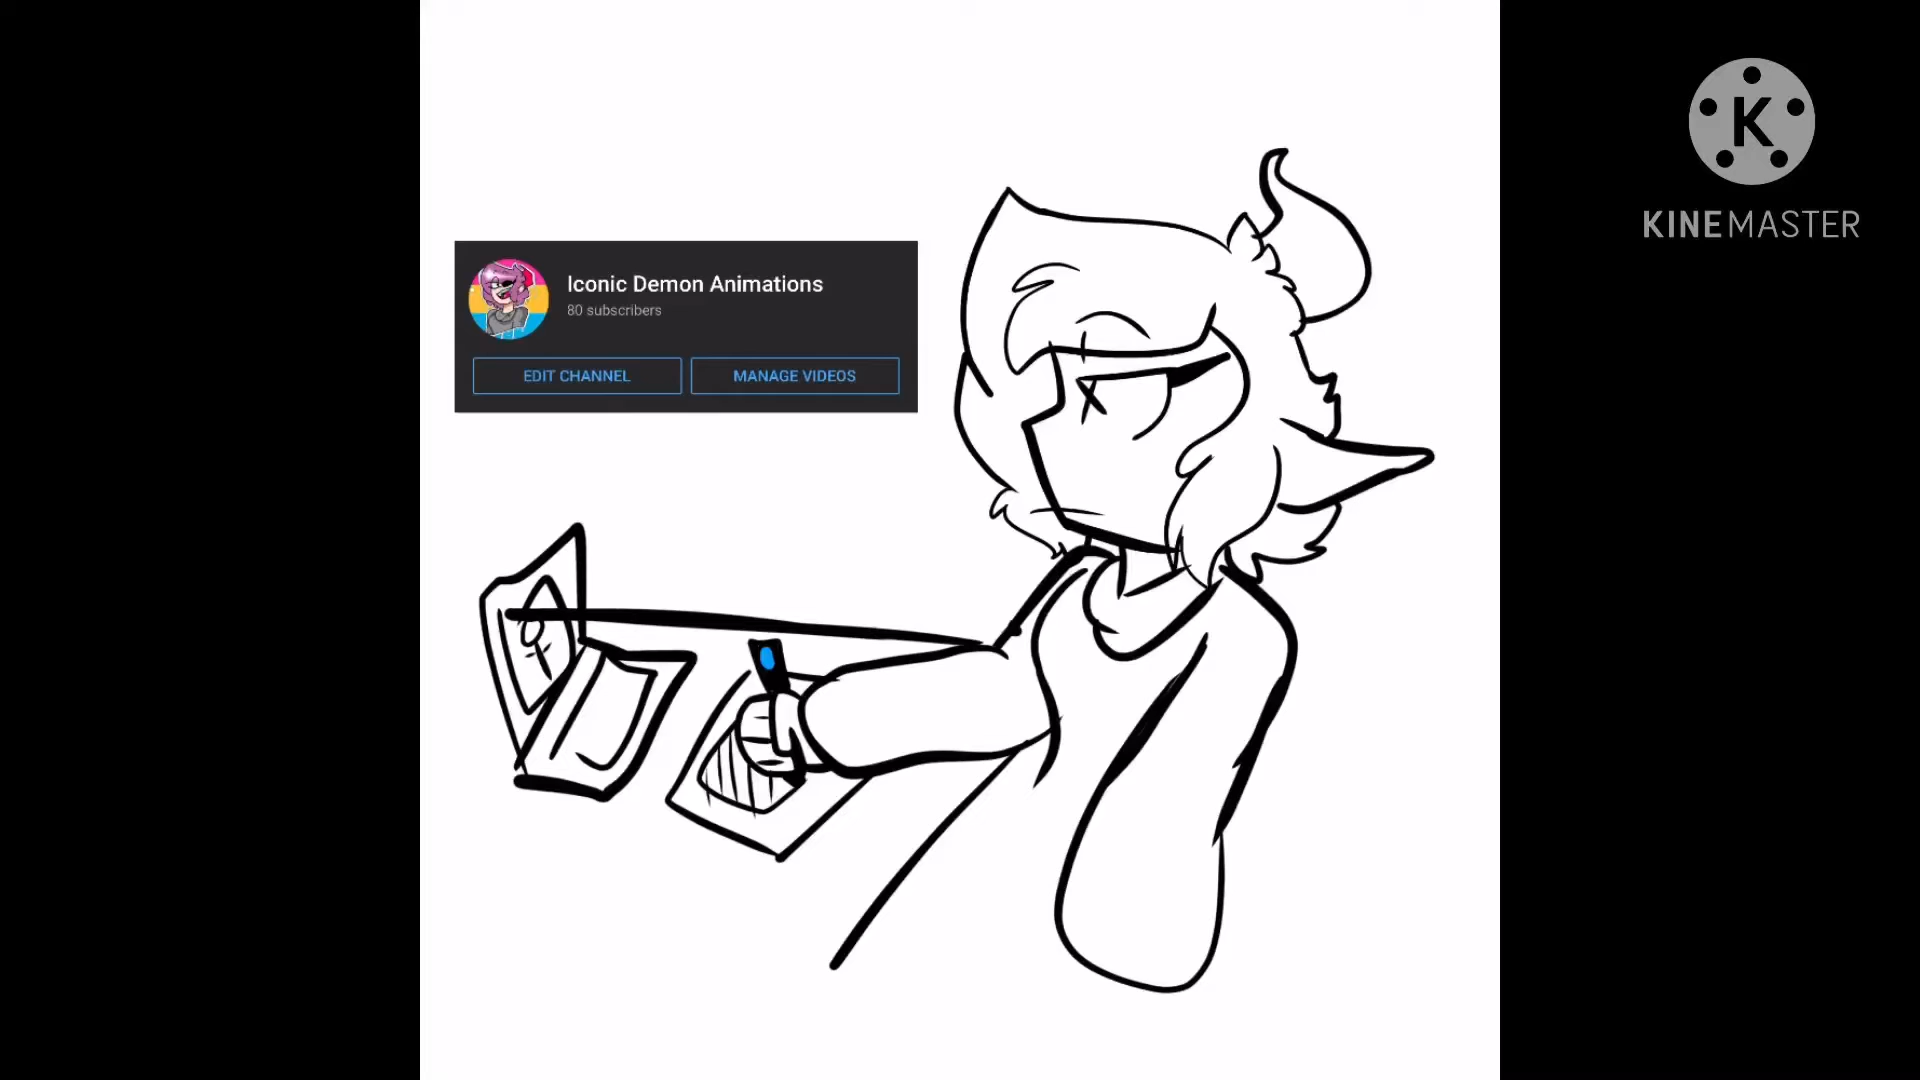 Iconic Demon Animations
80 subscribers
EDIT CHANNEL
MANAGE VIDEOS
K
KINEMASTER